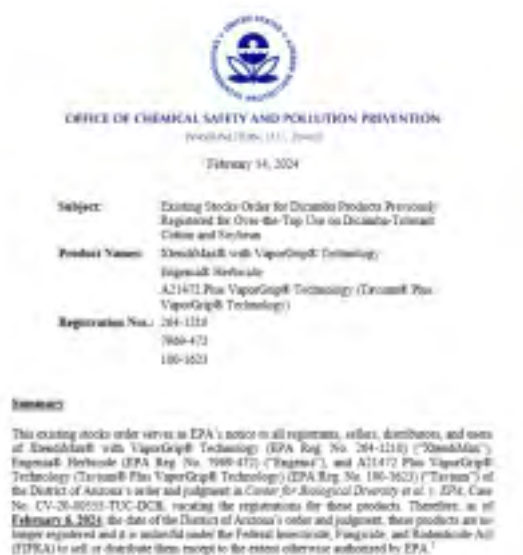 OFFICE OF CHEMICAL SAFETY AND POLLUTION PREVENTION
WASHINGTON, D.C. 20460
February 14, 2024
Subject: Existing Stocks Order for Dicamba Products Previously
Registered for Over-the-Top Use on Dicamba-Tolerant
Cotton and Soybean
Product Names: XtendiMax® with VaporGrip® Technology
Engenia® Herbicide
A21472 Plus VaporGrip® Technology (Tavium® Plus
VaporGrip® Technology)
Registration Nos.: 264-1210
7969-472
100-1623
Summary
This existing stocks order serves as EPA's notice to all registrants, sellers, distributors, and users
of XtendiMax® with VaporGrip® Technology (EPA Reg. No. 264-1210) ("XtendiMax"),
Engenia® Herbicide (EPA Reg. No. 7969-472) ("Engenia"), and A21472 Plus VaporGrip®
Technology (Tavium® Plus VaporGrip® Technology) (EPA Reg. No. 100-1623) ("Tavium") of
the District of Arizona's order and judgment in Center for Biological Diversity et al. v. EPA, Case
No. CV-20-00555-TUC-DCB, vacating the registrations for these products. Therefore, as of
February 6, 2024, the date of the District of Arizona's order and judgment, these products are no
longer registered and it is unlawful under the Federal Insecticide, Fungicide, and Rodenticide Act
(FIFRA) to sell or distribute them except to the extent otherwise authorized by EPA.